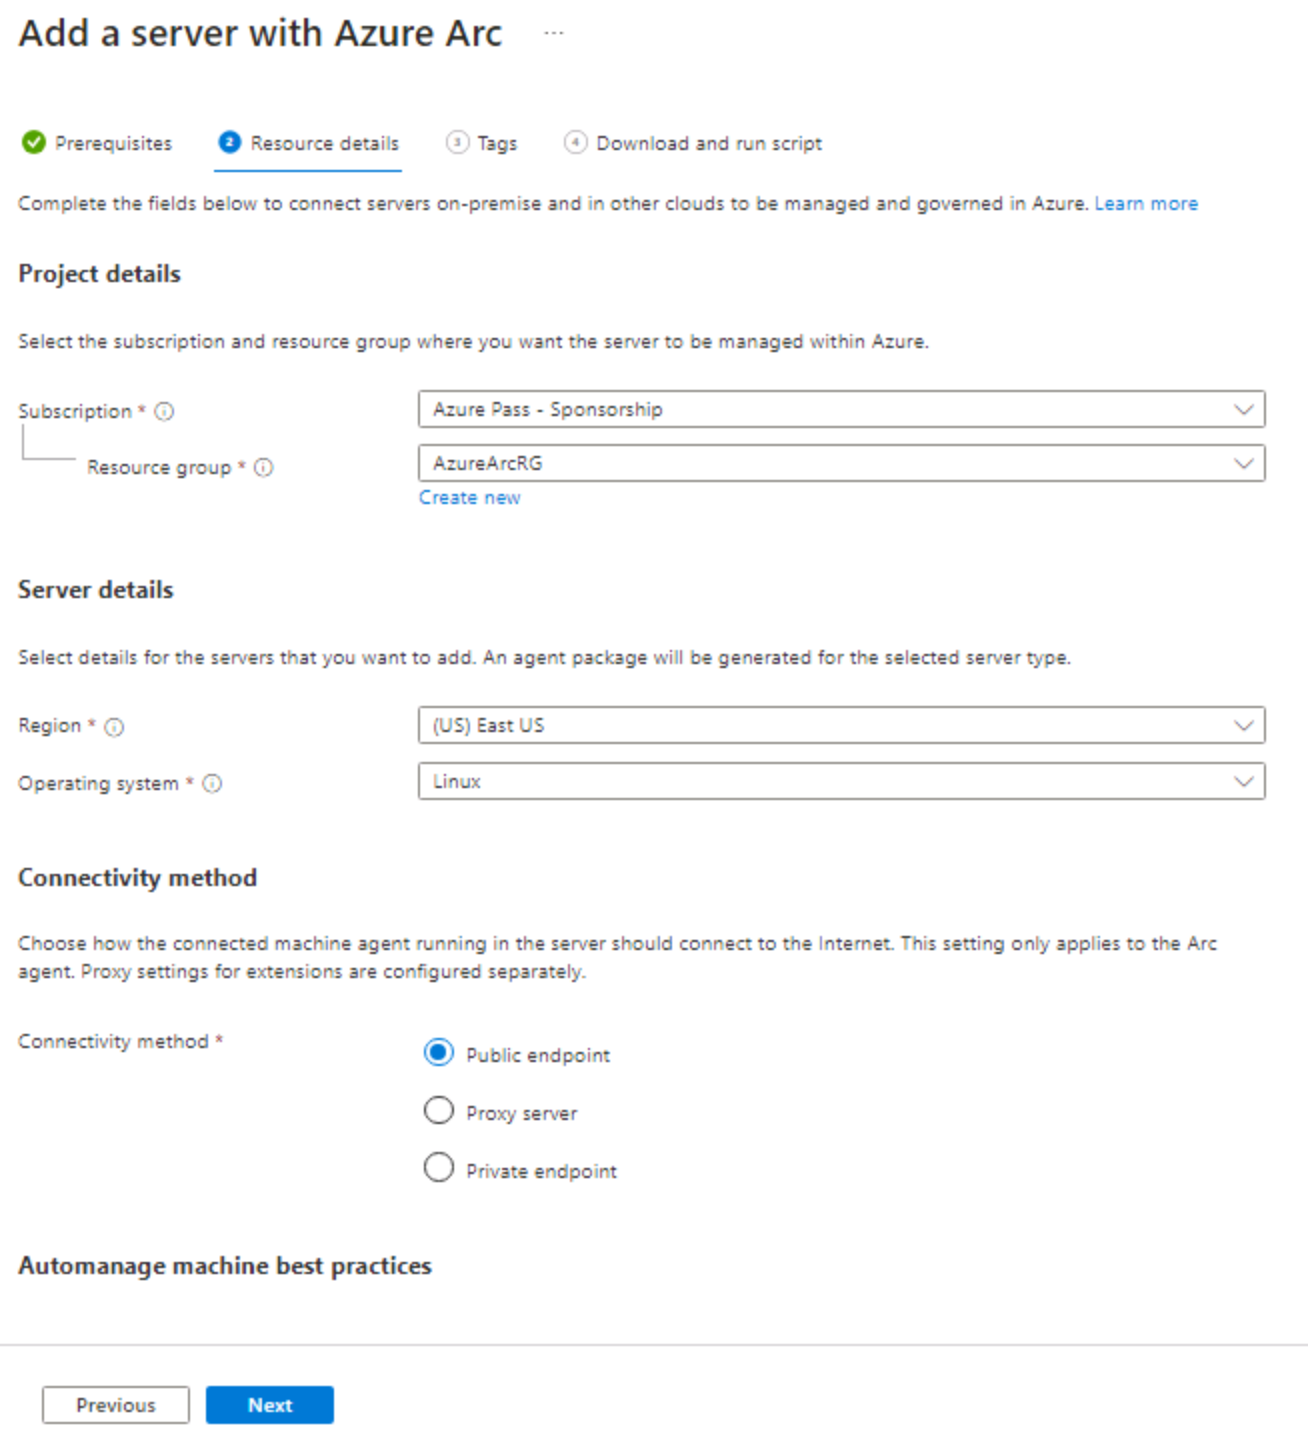 Add a server with Azure Arc ...
Prerequisites 2 Resource details 3 Tags 4 Download and run script
Complete the fields below to connect servers on-premise and in other clouds to be managed and governed in Azure. Learn more
Project details
Select the subscription and resource group where you want the server to be managed within Azure.
Subscription * Azure Pass - Sponsorship
Resource group * AzureArcRG
Create new
Server details
Select details for the servers that you want to add. An agent package will be generated for the selected server type.
Region * (US) East US
Operating system * Linux
Connectivity method
Choose how the connected machine agent running in the server should connect to the Internet. This setting only applies to the Arc
agent. Proxy settings for extensions are configured separately.
Connectivity method * Public endpoint
Proxy server
Private endpoint
Automanage machine best practices
Previous Next